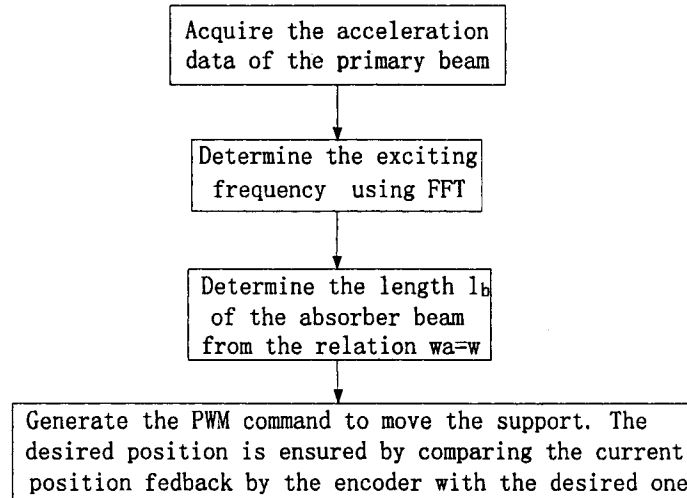 Acquire the acceleration
data of the primary beam
Determine the exciting
frequency using FFT
Determine the length lb
of the absorber beam
from the relation wa=w
Generate the PWM command to move the support. The
desired position is ensured by comparing the current
position fedback by the encoder with the desired one